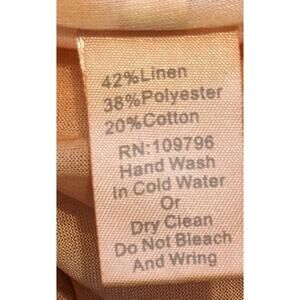 42%Linen
38%Polyester
20%Cotton
RN:109796
Hand Wash
In Cold Water
Or
Dry Clean
Do Not Bleach
And Wring